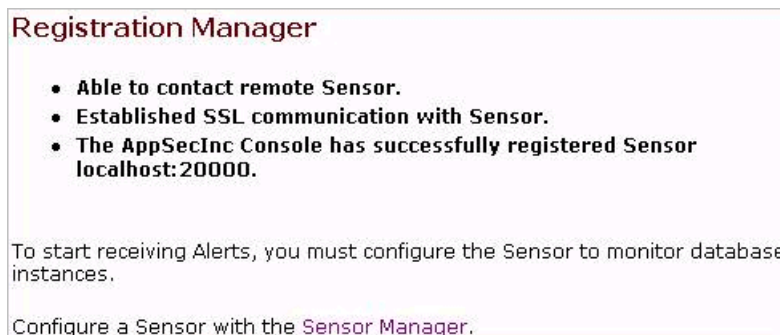 Registration Manager
• Able to contact remote Sensor.
• Established SSL communication with Sensor.
• The AppSecInc Console has successfully registered Sensor
localhost:20000.
To start receiving Alerts, you must configure the Sensor to monitor database
instances.
Configure a Sensor with the Sensor Manager.